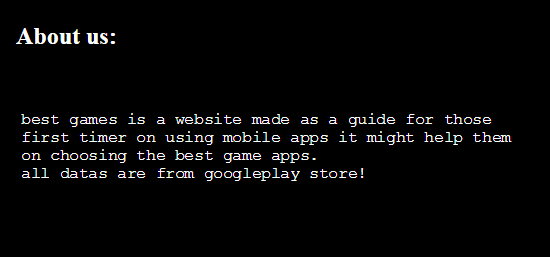 About us:
best games is a website made as a guide for those
first timer on using mobile apps it might help them
on choosing the best game apps.
all datas are from googleplay store!